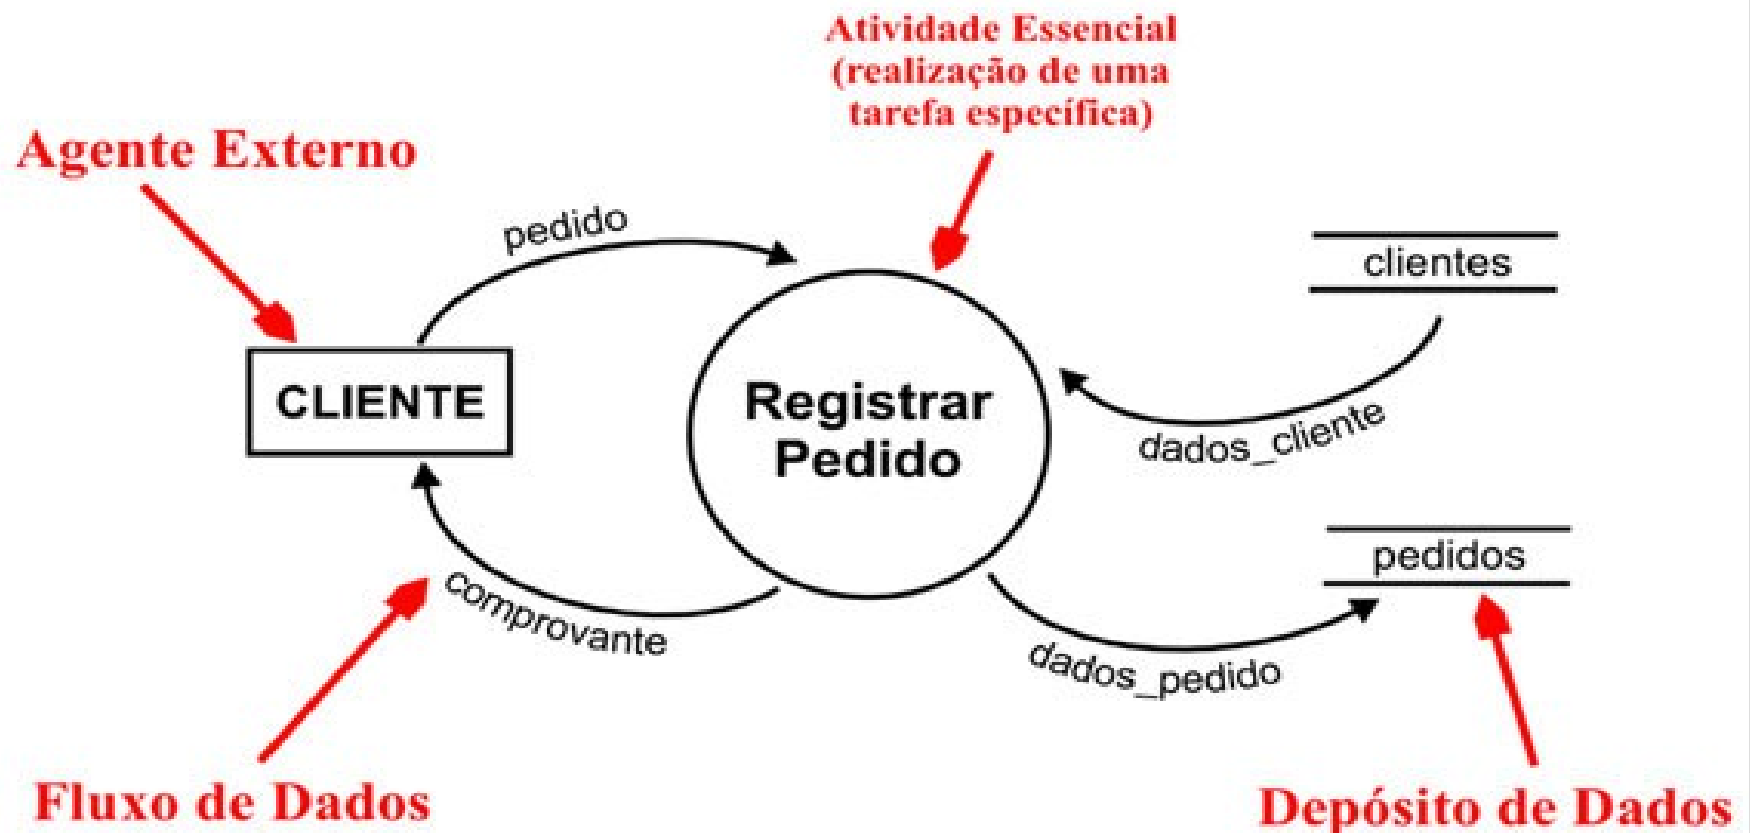 Atividade Essencial
(realização de uma
tarefa específica)
Agente Externo
pedido
clientes
CLIENTE
Registrar
Pedido
dados_cliente
pedidos
comprovante
dados_pedido
Fluxo de Dados
Depósito de Dados